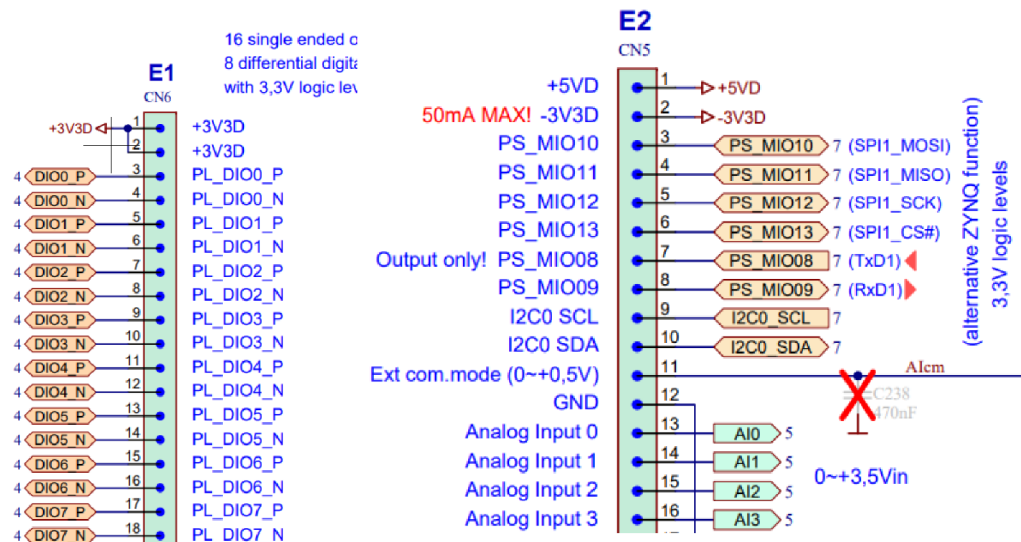 16 single ended o
8 differential digita
with 3,3V logic lev
E1
CN6
+3V3D 1 +3V3D
2 +3V3D
4 DIO0_P 3 PL_DIO0_P
4 DIO0_N 4 PL_DIO0_N
4 DIO1_P 5 PL_DIO1_P
4 DIO1_N 6 PL_DIO1_N
4 DIO2_P 7 PL_DIO2_P
4 DIO2_N 8 PL_DIO2_N
4 DIO3_P 9 PL_DIO3_P
4 DIO3_N 10 PL_DIO3_N
4 DIO4_P 11 PL_DIO4_P
4 DIO4_N 12 PL_DIO4_N
4 DIO5_P 13 PL_DIO5_P
4 DIO5_N 14 PL_DIO5_N
4 DIO6_P 15 PL_DIO6_P
4 DIO6_N 16 PL_DIO6_N
4 DIO7_P 17 PL_DIO7_P
4 DIO7_N 18 PL_DIO7_N
E2
CN5
+5VD 1 +5VD
50mA MAX! -3V3D 2 -3V3D
PS_MIO10 3 PS_MIO10 7 (SPI1_MOSI)
PS_MIO11 4 PS_MIO11 7 (SPI1_MISO)
PS_MIO12 5 PS_MIO12 7 (SPI1_SCK)
PS_MIO13 6 PS_MIO13 7 (SPI1_CS#)
Output only! PS_MIO08 7 PS_MIO08 7 (TxD1)
PS_MIO09 8 PS_MIO09 7 (RxD1)
I2C0 SCL 9 I2C0_SCL 7
I2C0 SDA 10 I2C0_SDA 7
Ext com.mode (0~+0,5V) 11 AIcm
GND 12
C238
470nF
Analog Input 0 13 AI0 5
Analog Input 1 14 AI1 5
Analog Input 2 15 AI2 5
Analog Input 3 16 AI3 5
0~+3,5Vin
(alternative ZYNQ function)
3,3V logic levels